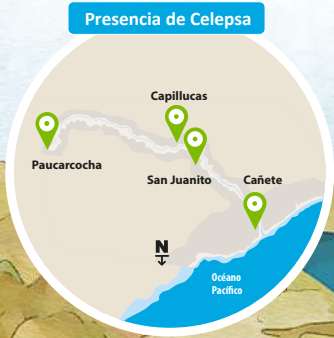 Presencia de Celepsa
Capillucas
Paucarcocha
San Juanito
Cañete
N
Océano
Pacífico